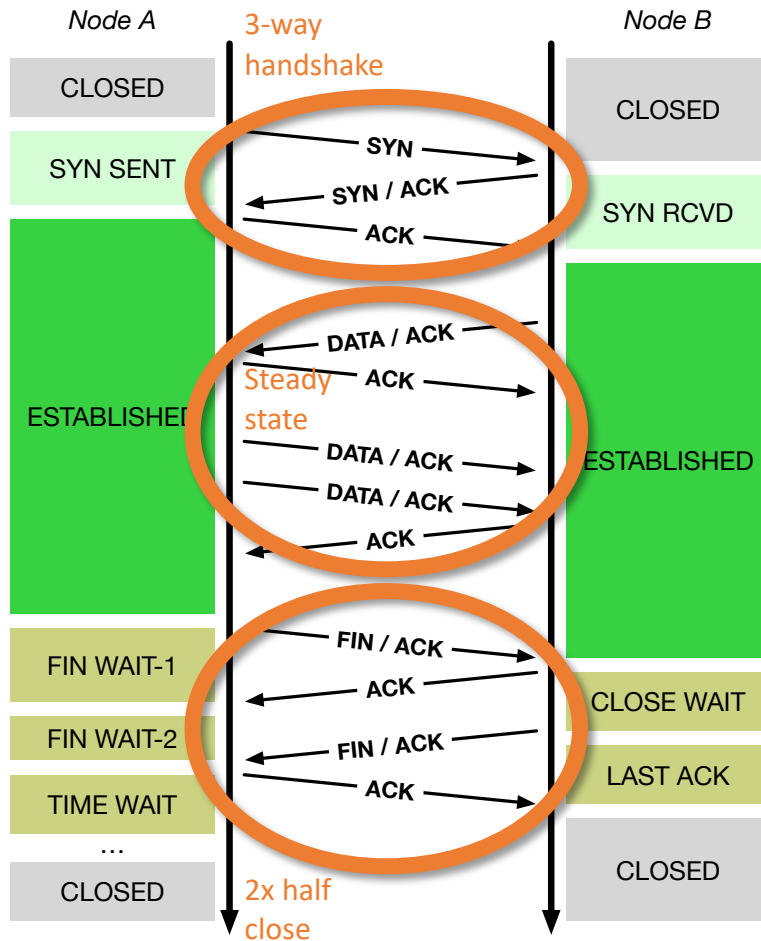 Node A
3-way
handshake
Node B
CLOSED
CLOSED
SYN
SYN SENT
SYN / ACK
SYN RCVD
ACK
DATA / ACK
Steady
state
ACK
ESTABLISHED
DATA / ACK
ESTABLISHED
DATA / ACK
ACK
FIN / ACK
FIN WAIT-1
ACK
CLOSE WAIT
FIN WAIT-2
FIN / ACK
LAST ACK
TIME WAIT
ACK
...
CLOSED
CLOSED
2x half
close